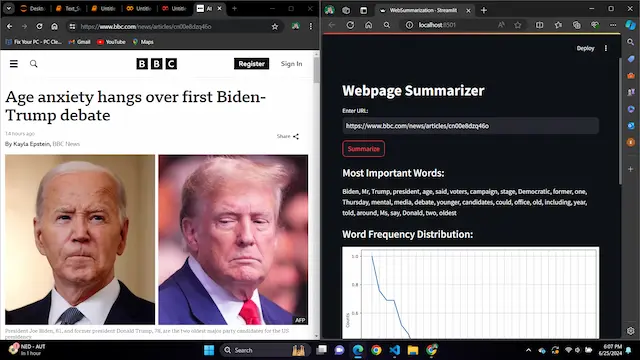 Text_S
Untitl
Untitl
Untitl
WebSummarization · Streamlit
https://www.bbc.com/news/articles/cn00e8dzq46o
localhost:8501
Fix Your PC - PC Cle...
Gmail
YouTube
Maps
BBC
Register
Sign In
Age anxiety hangs over first Biden-
Trump debate
14 hours ago
By Kayla Epstein, BBC News
Share
AFP
President Joe Biden, 81, and former president Donald Trump, 78, are the two oldest major party candidates for the US
presidency
Deploy
Webpage Summarizer
Enter URL:
https://www.bbc.com/news/articles/cn00e8dzq46o
Summarize
Most Important Words:
Biden, Mr, Trump, president, age, said, voters, campaign, stage, Democratic, former, one,
Thursday, mental, media, debate, younger, candidates, could, office, old, including, year,
told, around, Ms, say, Donald, two, oldest
Word Frequency Distribution:
1.0
0.8
0.6
Counts
NED - AUT
In 1 hour
Search
6:07 PM
6/25/2024